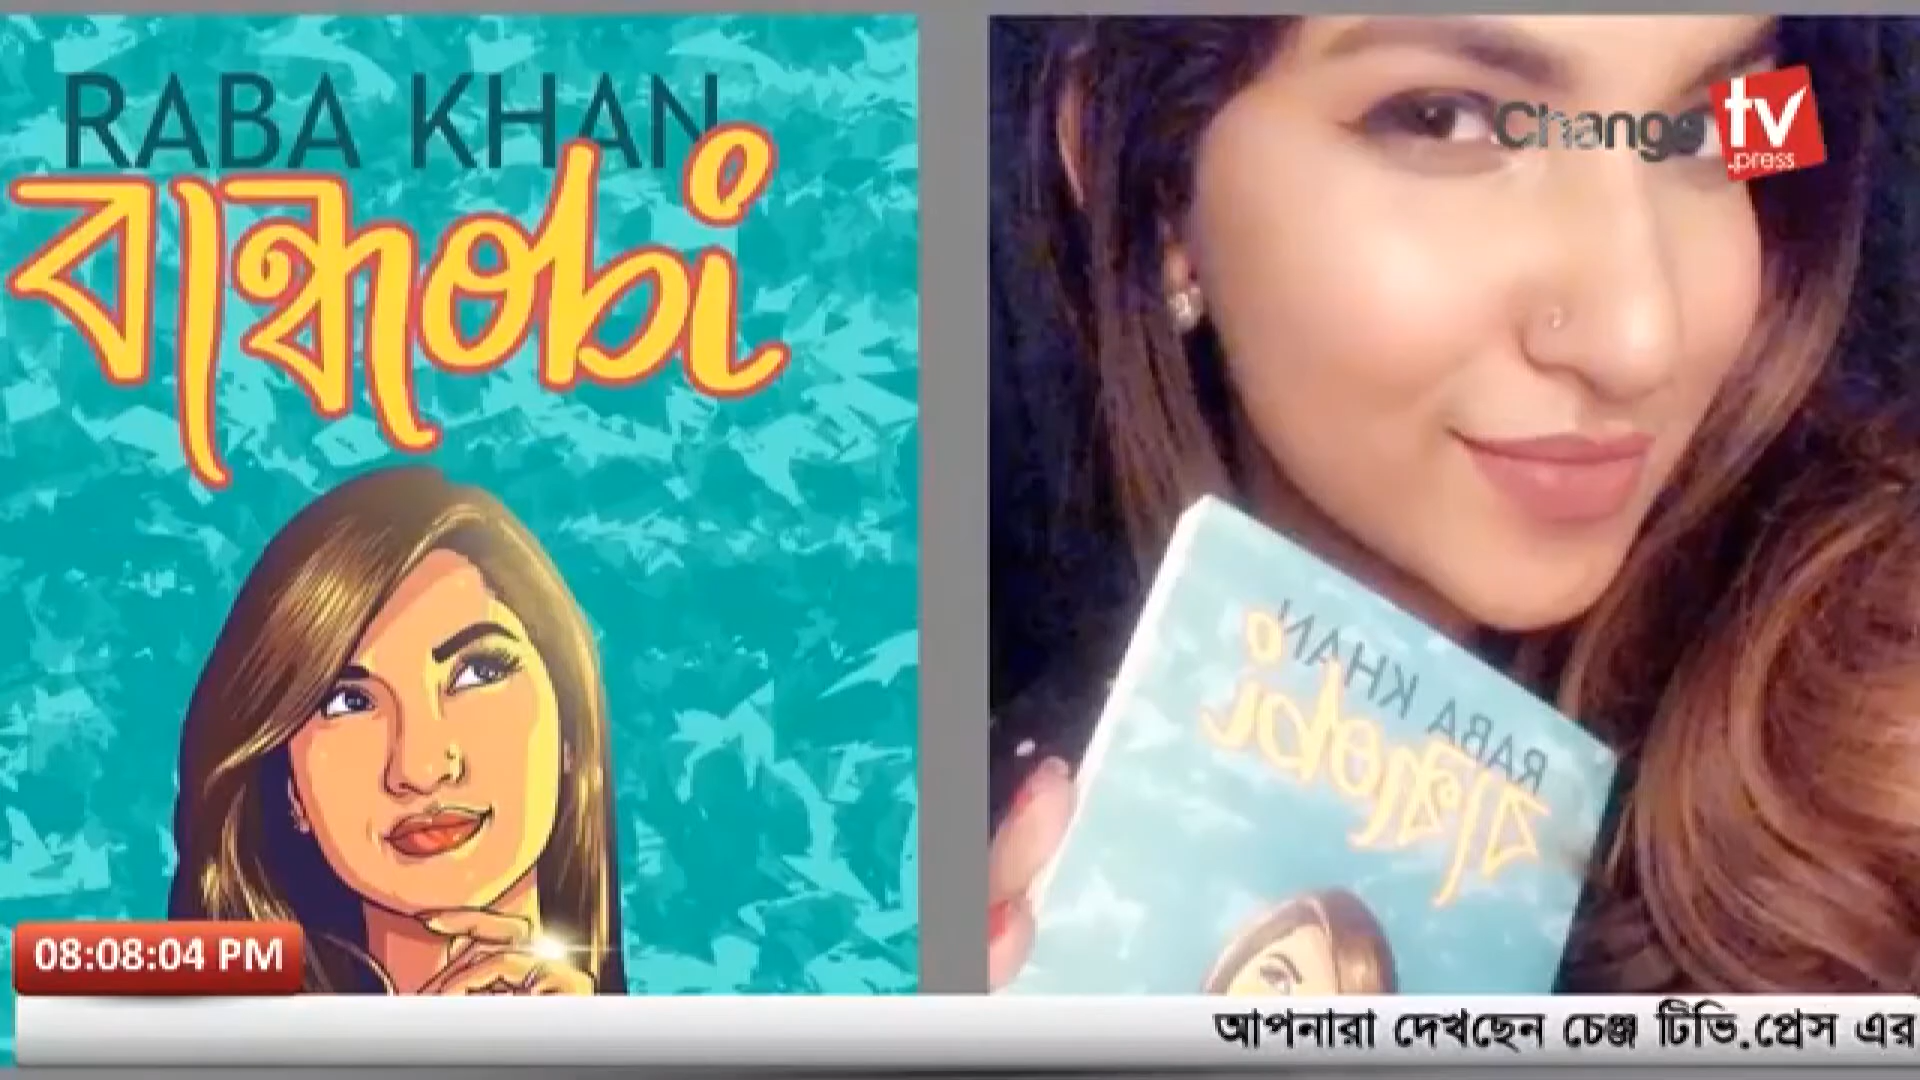 RABA KHAN
বান্ধobi
Change tv
.press
RABA KHAN
বান্ধobi
08:08:04 PM
আপনারা দেখছেন চেঞ্জ টিভি.প্রেস এর